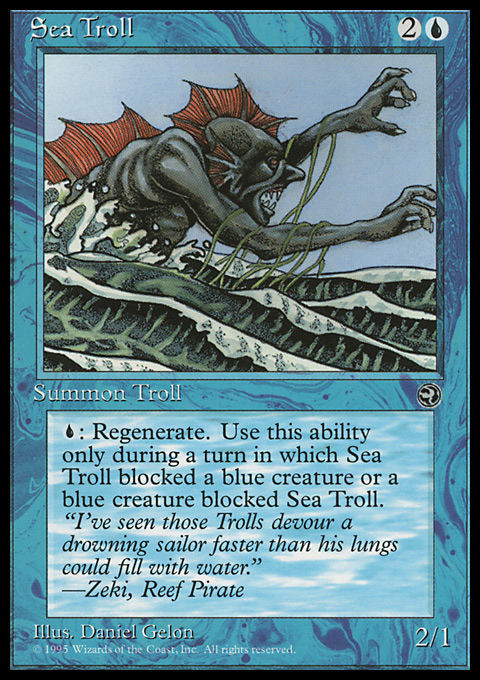 Sea Troll
2
Summon Troll
: Regenerate. Use this ability
only during a turn in which Sea
Troll blocked a blue creature or a
blue creature blocked Sea Troll.
“I’ve seen those Trolls devour a
drowning sailor faster than his lungs
could fill with water.”
—Zeki, Reef Pirate
Illus. Daniel Gelon
2/1
© 1995 Wizards of the Coast, Inc. All rights reserved.